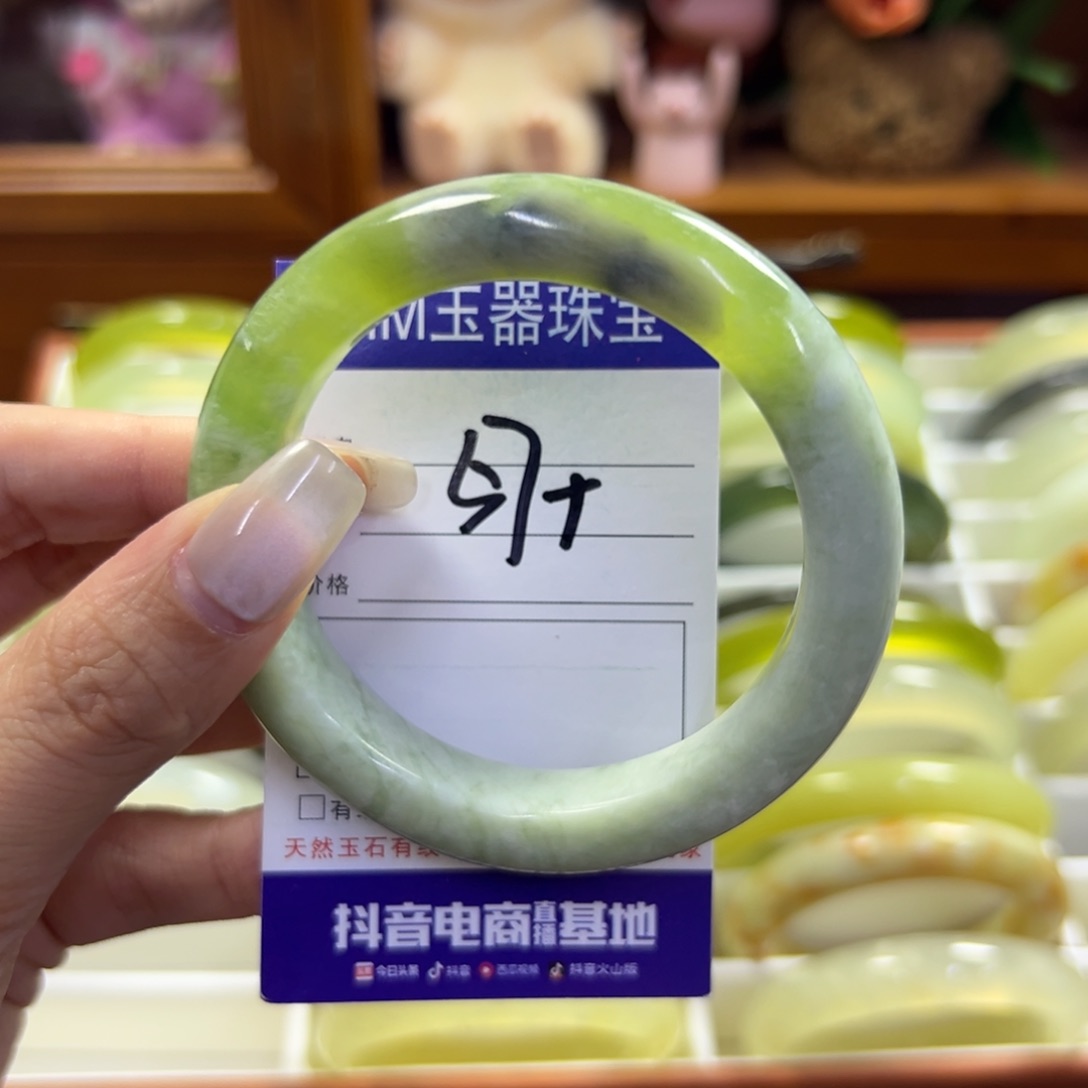 M玉器珠宝
57+
价格
有
天然玉石有
抖音电商直播基地
今日头条 抖音 西瓜视频 抖音火山版